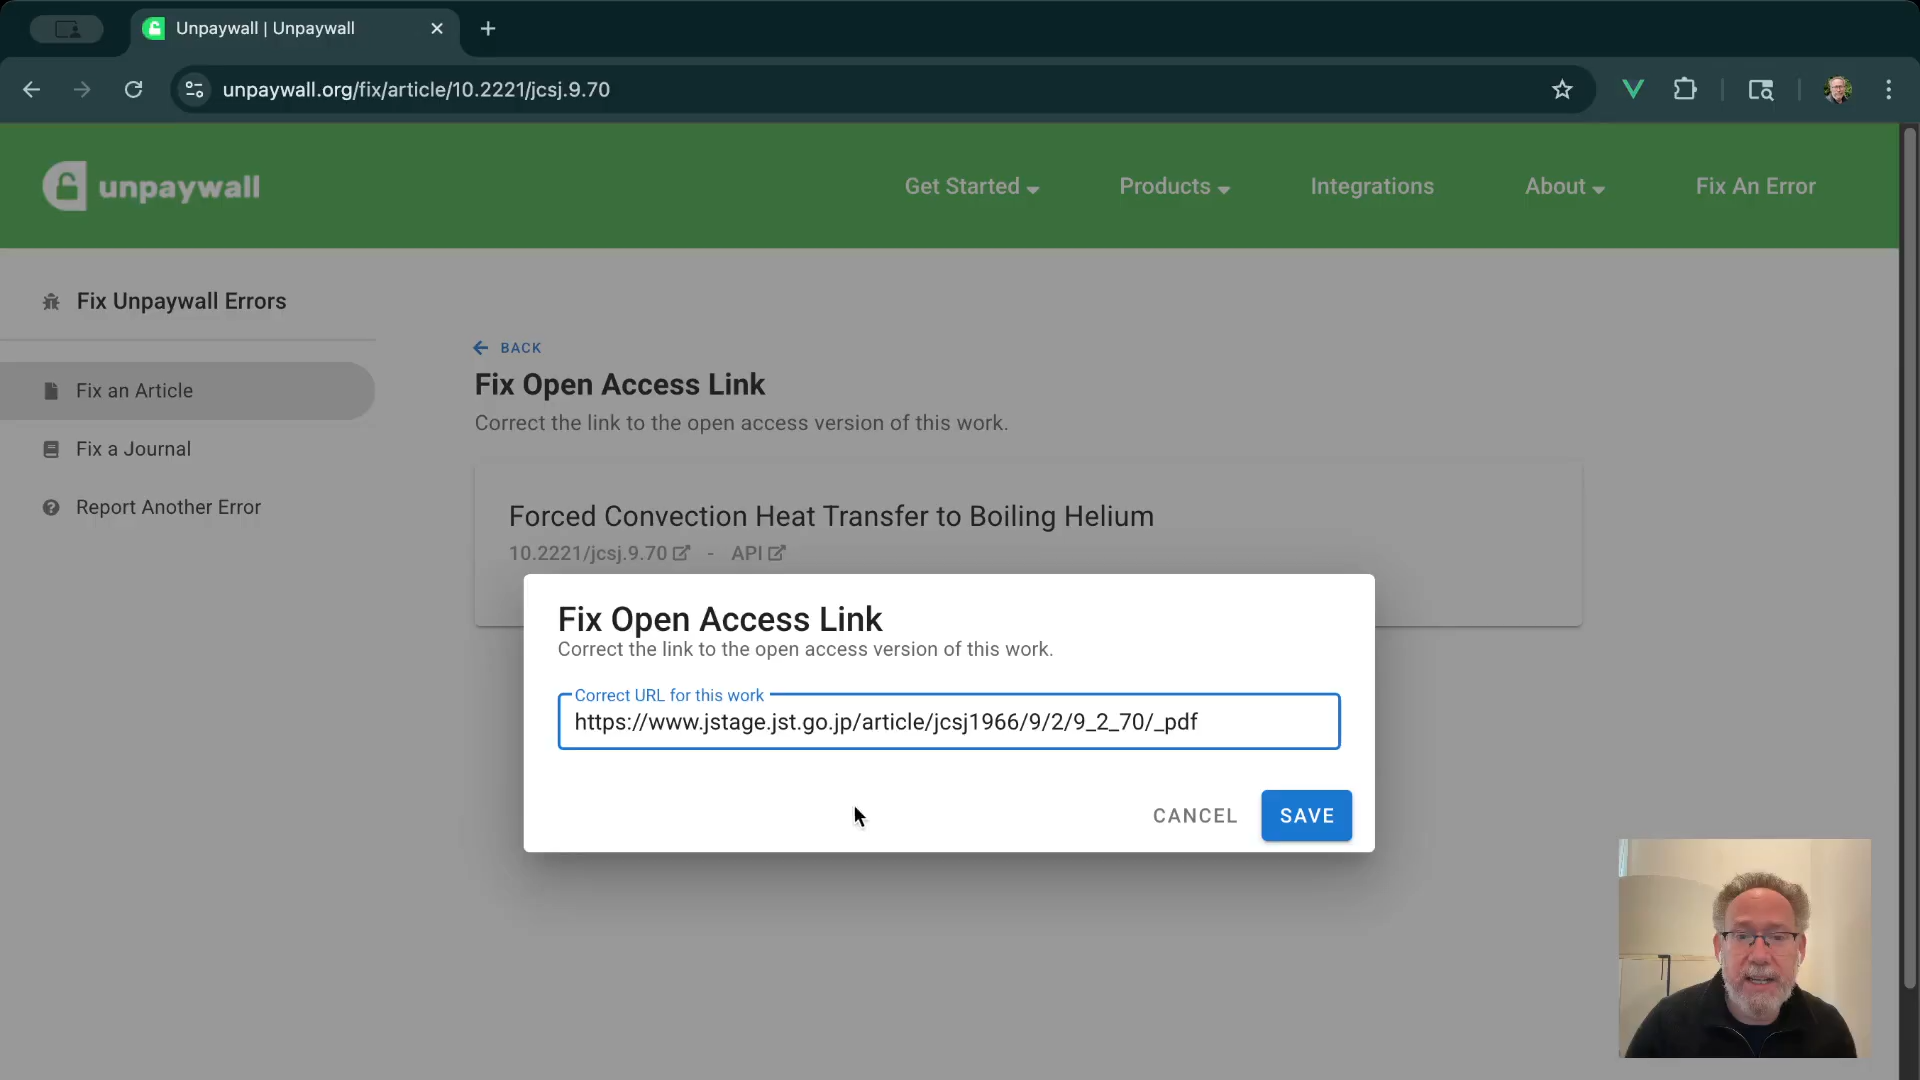 Unpaywall | Unpaywall
unpaywall.org/fix/article/10.2221/jcsj.9.70
unpaywall
Get Started
Products
Integrations
About
Fix An Error
Fix Unpaywall Errors
Fix an Article
Fix a Journal
Report Another Error
BACK
Fix Open Access Link
Correct the link to the open access version of this work.
Forced Convection Heat Transfer to Boiling Helium
10.2221/jcsj.9.70 - API
Fix Open Access Link
Correct the link to the open access version of this work.
Correct URL for this work
https://www.jstage.jst.go.jp/article/jcsj1966/9/2/9_2_70/_pdf
CANCEL
SAVE